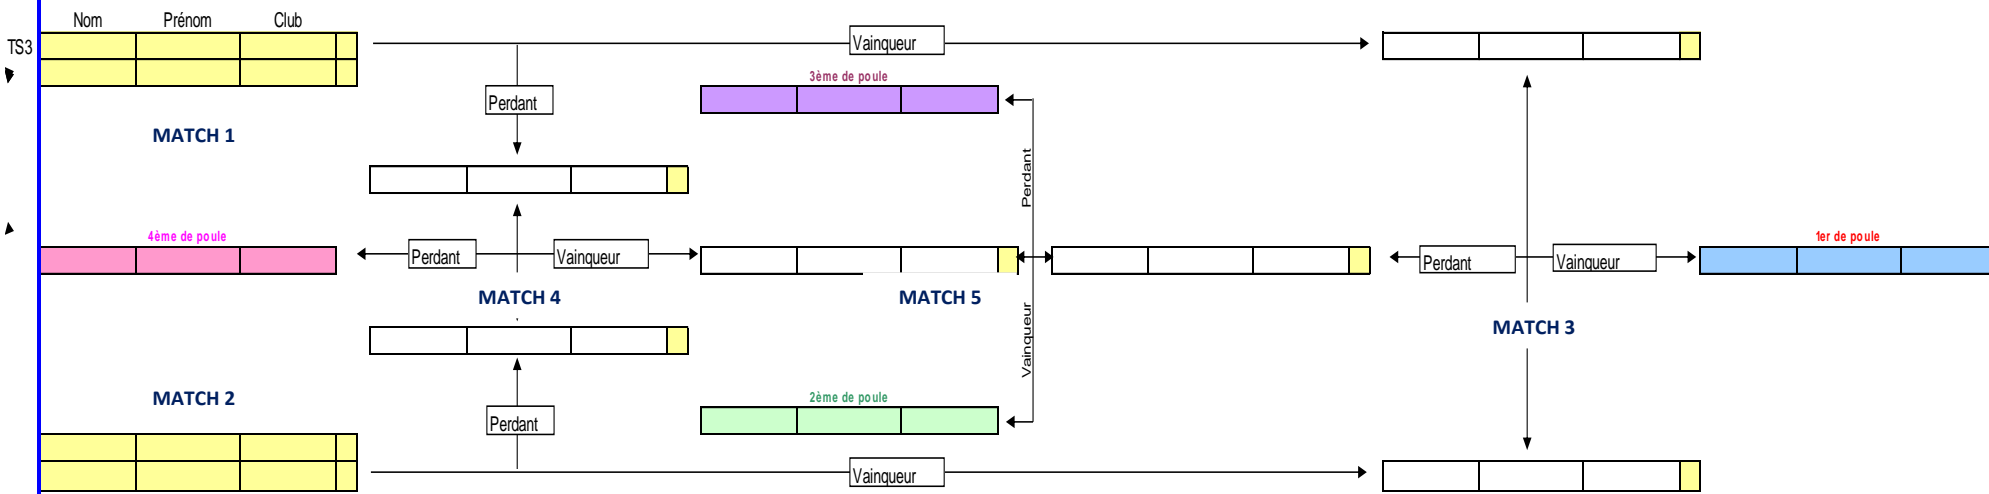 Nom Prénom Club
TS3
Vainqueur
3ème de poule
Perdant
MATCH 1
Perdant
4ème de poule
1er de poule
Perdant
Vainqueur
Perdant
Vainqueur
MATCH 4
MATCH 5
MATCH 3
Vainqueur
MATCH 2
2ème de poule
Perdant
Vainqueur